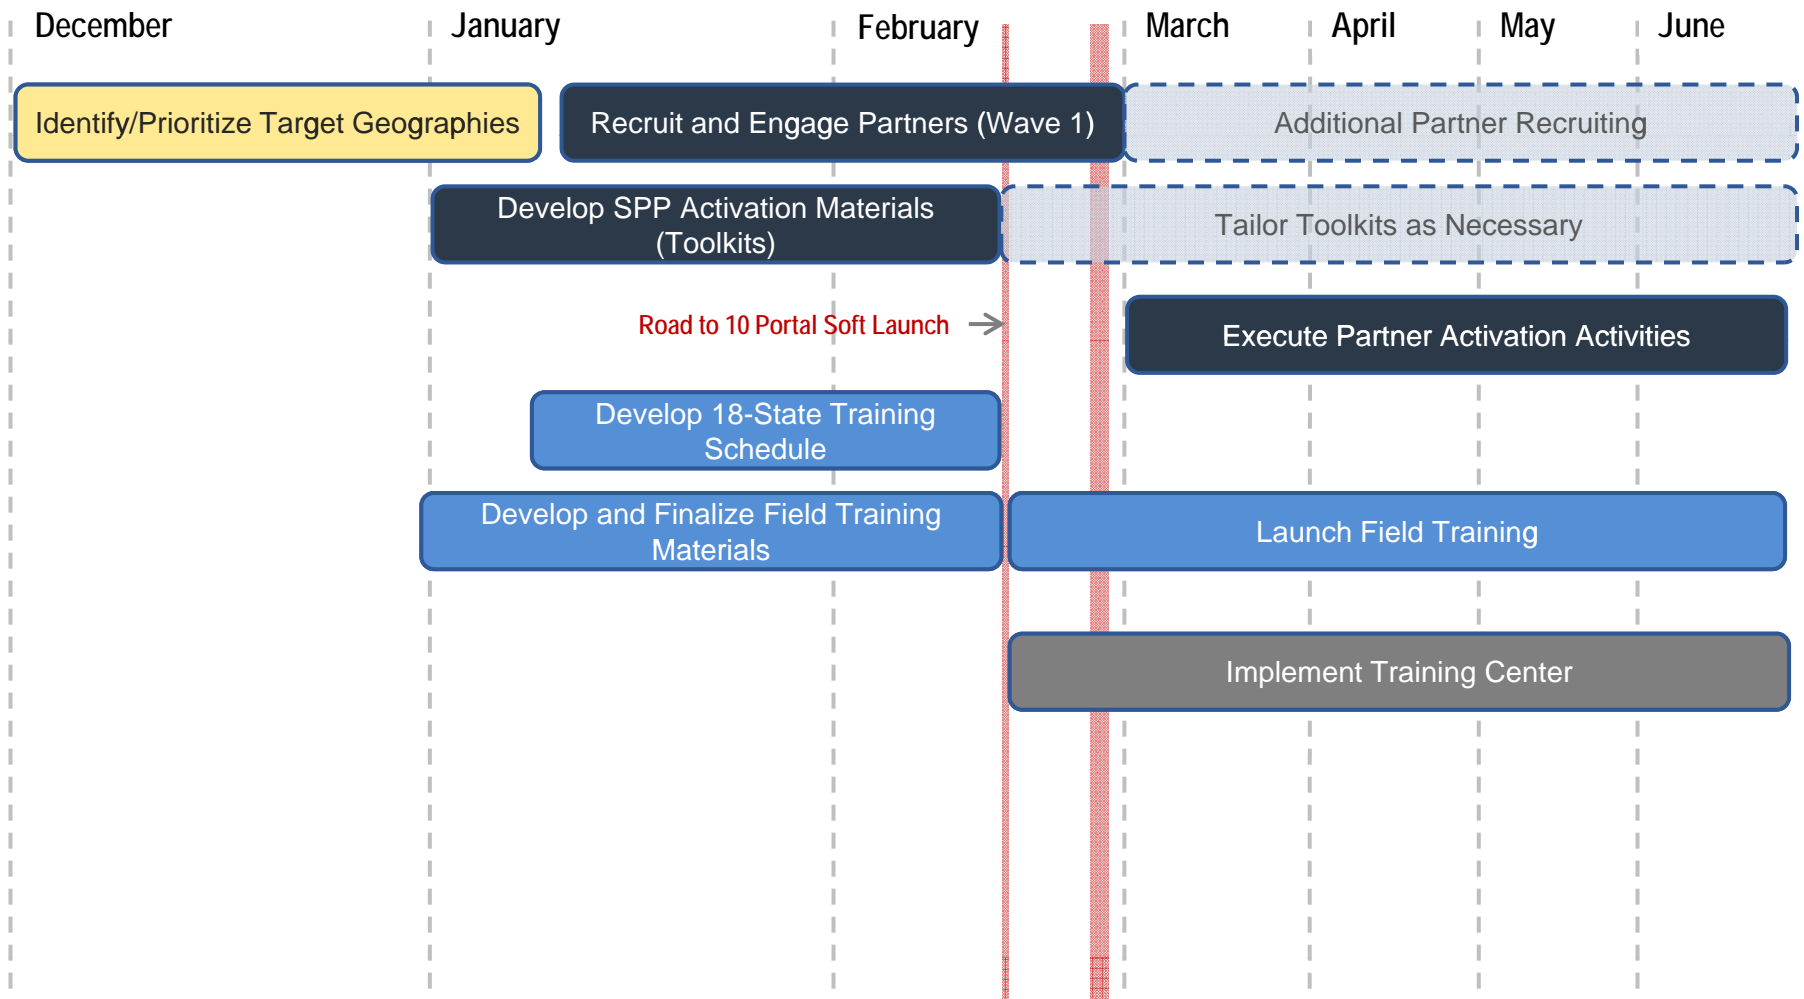 December
January
February
March
April
May
June
Identify/Prioritize Target Geographies
Recruit and Engage Partners (Wave 1)
Additional Partner Recruiting
Develop SPP Activation Materials
(Toolkits)
Tailor Toolkits as Necessary
Road to 10 Portal Soft Launch
Execute Partner Activation Activities
Develop 18-State Training
Schedule
Develop and Finalize Field Training
Materials
Launch Field Training
Implement Training Center